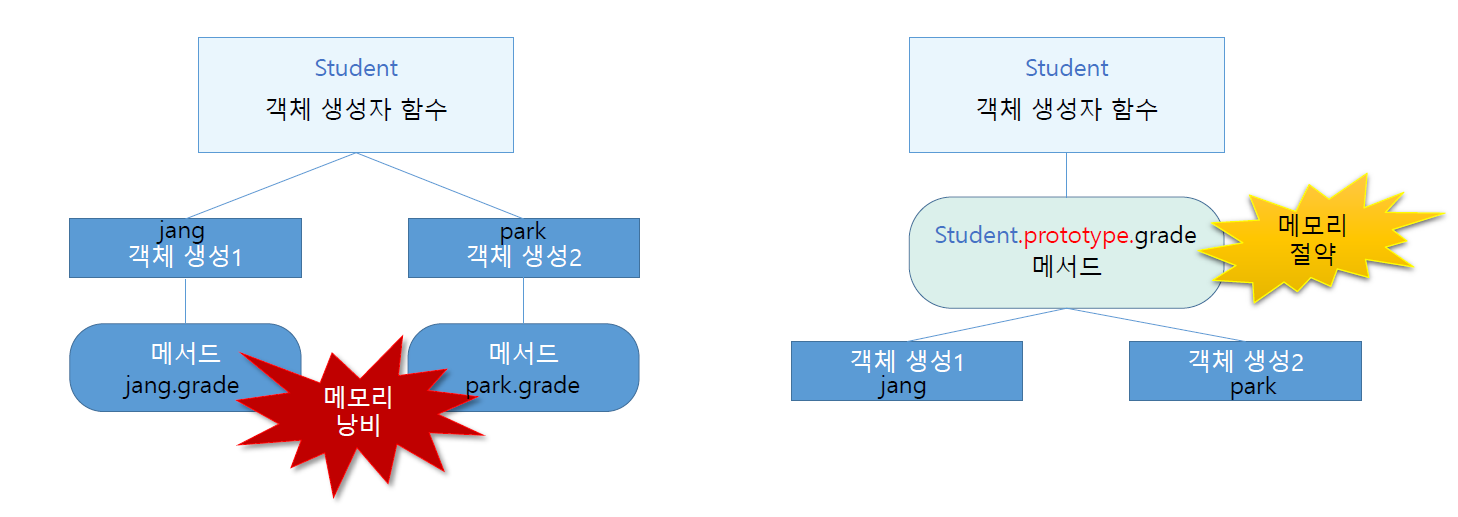 Student
객체 생성자 함수
jang
객체 생성1
park
객체 생성2
메서드
jang.grade
메서드
park.grade
메모리
낭비
Student
객체 생성자 함수
Student.prototype.grade
메서드
메모리
절약
객체 생성1
jang
객체 생성2
park